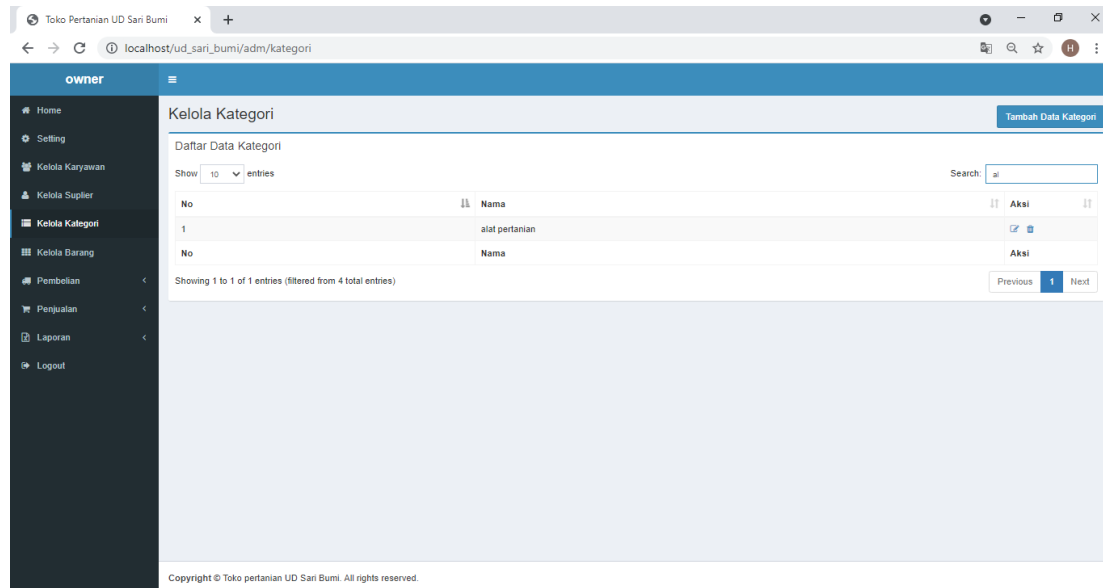 Toko Pertanian UD Sari Bumi
localhost/ud_sari_bumi/adm/kategori
H
owner
Home
Setting
Kelola Karyawan
Kelola Suplier
Kelola Kategori
Kelola Barang
Pembelian
Penjualan
Laporan
Logout
Kelola Kategori
Tambah Data Kategori
Daftar Data Kategori
Show 10 entries
Search: al
No Nama Aksi
1 alat pertanian
No Nama Aksi
Showing 1 to 1 of 1 entries (filtered from 4 total entries)
Previous 1 Next
Copyright © Toko pertanian UD Sari Bumi. All rights reserved.